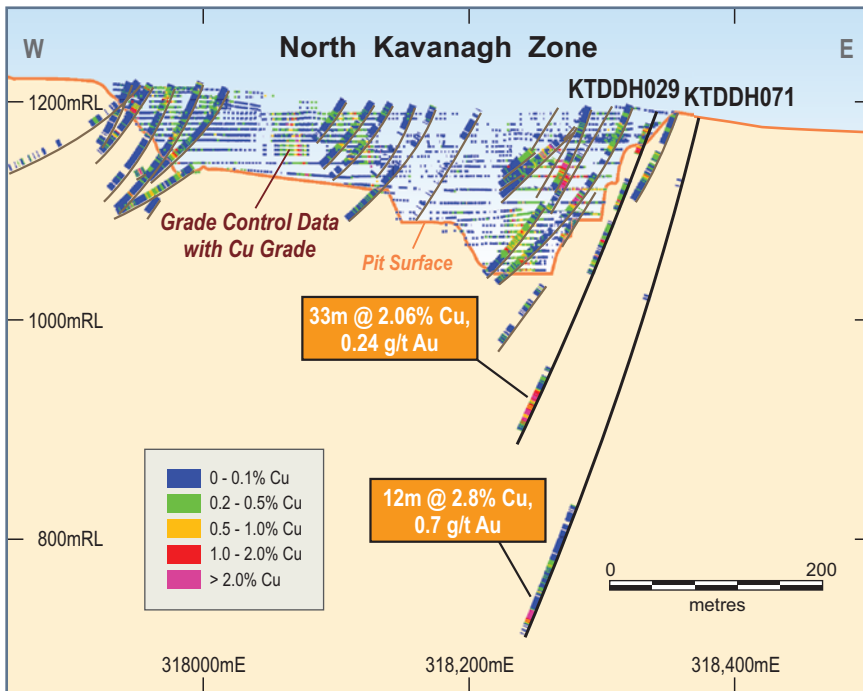 North Kavanagh Zone
W
E
KTDDH029
KTDDH071
1200mRL
Grade Control Data
with Cu Grade
Pit Surface
1000mRL
33m @ 2.06% Cu,
0.24 g/t Au
12m @ 2.8% Cu,
0.7 g/t Au
0 - 0.1% Cu
0.2 - 0.5% Cu
0.5 - 1.0% Cu
1.0 - 2.0% Cu
> 2.0% Cu
800mRL
0
200
metres
318000mE
318,200mE
318,400mE